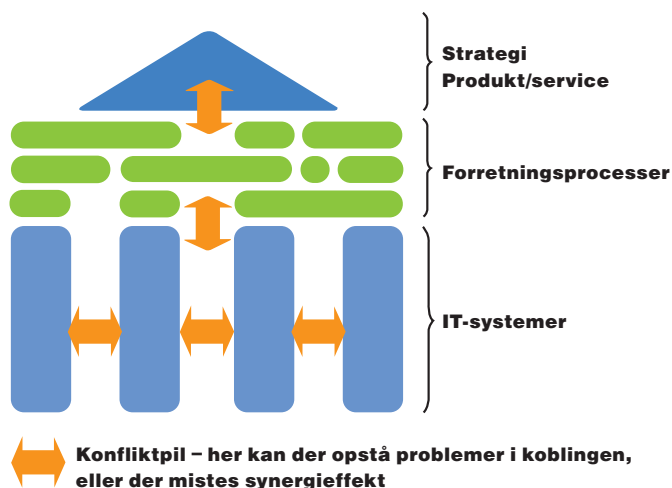 Strategi
Produkt/service
Forretningsprocesser
IT-systemer
Konfliktpil – her kan der opstå problemer i koblingen,
eller der mistes synergieffekt